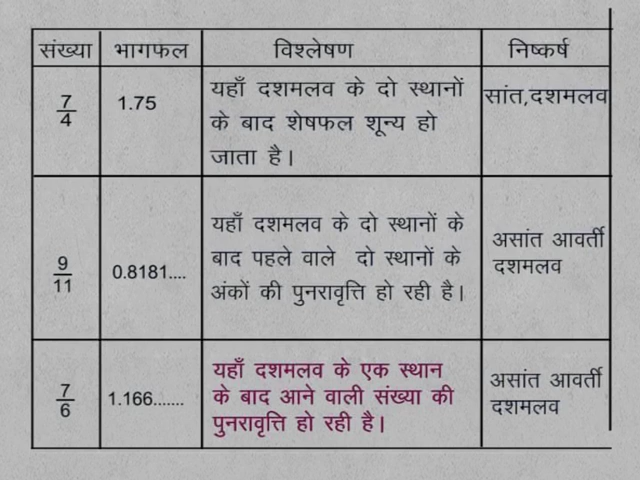 संख्या भागफल विश्लेषण निष्कर्ष
7/4 1.75 यहाँ दशमलव के दो स्थानों सांत,दशमलव
के बाद शेषफल शून्य हो
जाता है।
यहाँ दशमलव के दो स्थानों के
9/11 0.8181.... बाद पहले वाले दो स्थानों के असांत आवर्ती
अंकों की पुनरावृत्ति हो रही है। दशमलव
यहाँ दशमलव के एक स्थान
7/6 1.166....... के बाद आने वाली संख्या की असांत आवर्ती
पुनरावृत्ति हो रही है। दशमलव